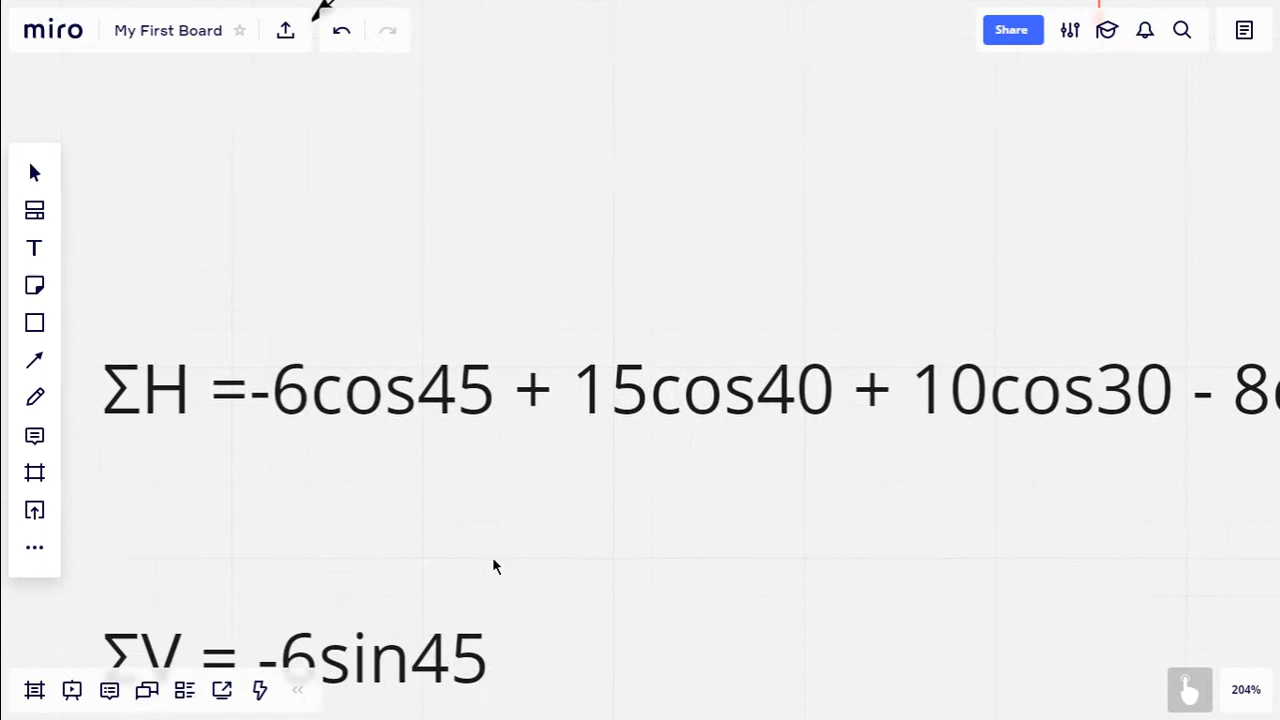 miro My First Board Share
T
ΣH =-6cos45 + 15cos40 + 10cos30 - 8
ΣV = -6sin45
204%